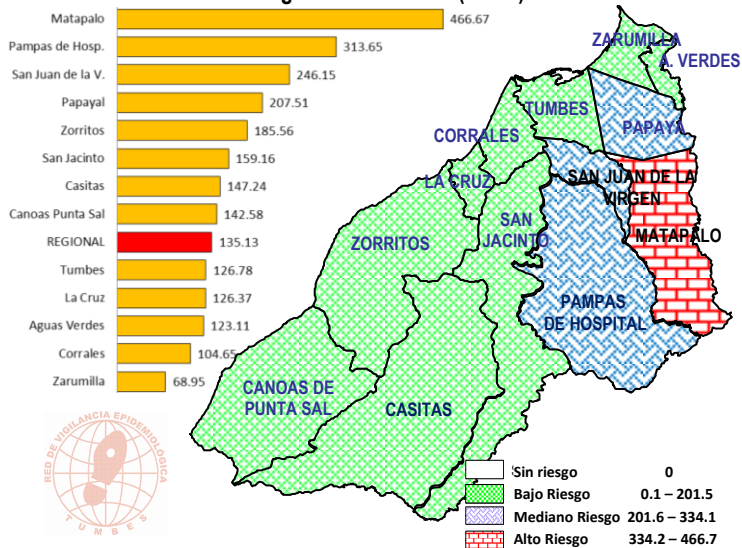 Matapalo 466.67
Pampas de Hosp. 313.65
San Juan de la V. 246.15
Papayal 207.51
Zorritos 185.56
San Jacinto 159.16
Casitas 147.24
Canoas Punta Sal 142.58
REGIONAL 135.13
Tumbes 126.78
La Cruz 126.37
Aguas Verdes 123.11
Corrales 104.65
Zarumilla 68.95
ZARUMILLA
A. VERDES
TUMBES
PAPAYA
CORRALES
LA CRUZ
SAN JUAN DE LA
VIRGEN
SAN
JACINTO
MATAPALO
ZORRITOS
PAMPAS
DE HOSPITAL
CANOAS DE
PUNTA SAL
CASITAS
RED DE VIGILANCIA EPIDEMIOLÓGICA
TUMBES
Sin riesgo 0
Bajo Riesgo 0.1 – 201.5
Mediano Riesgo 201.6 – 334.1
Alto Riesgo 334.2 – 466.7